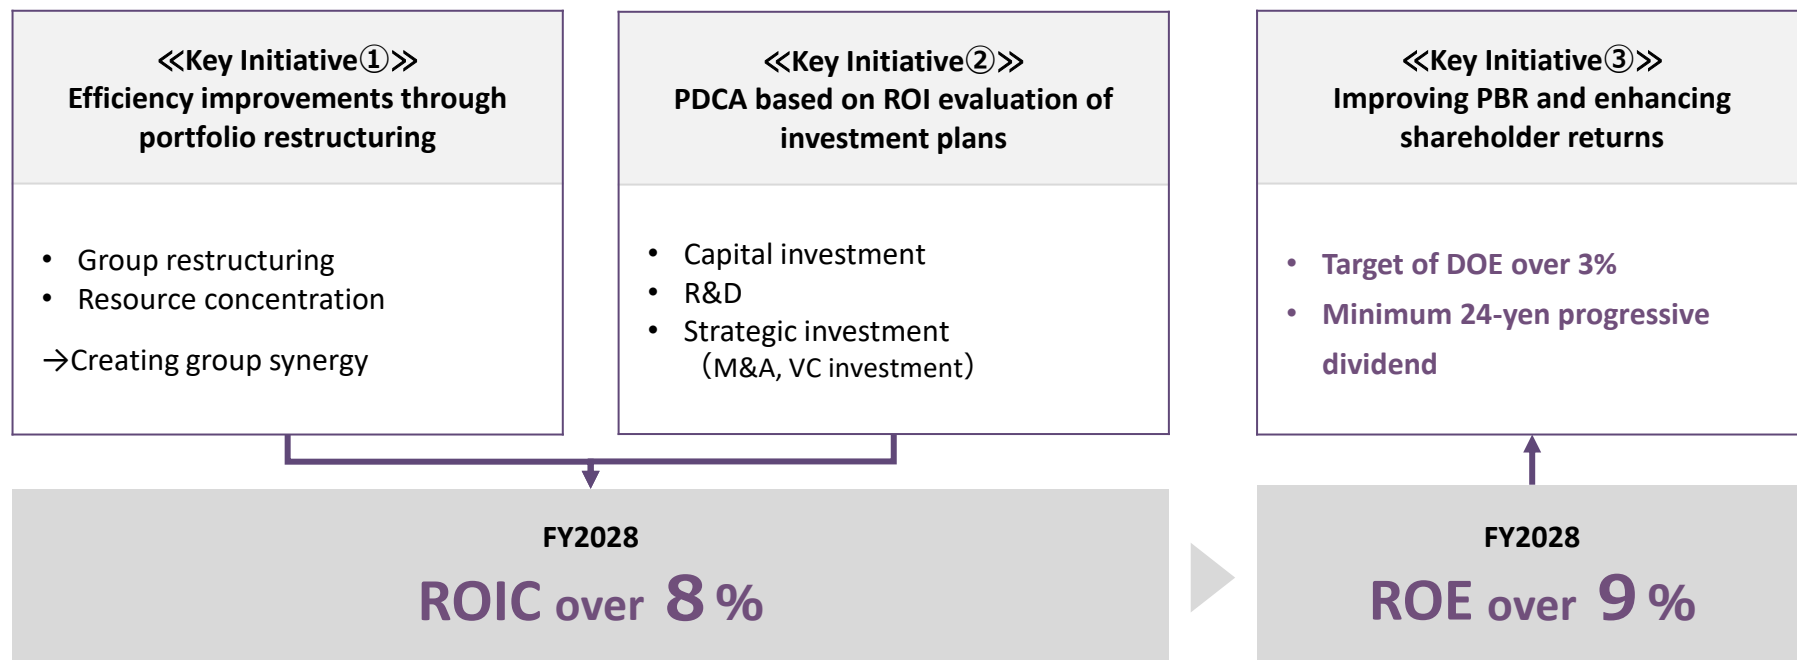 ≪Key Initiative①≫
Efficiency improvements through
portfolio restructuring
• Group restructuring
• Resource concentration
→Creating group synergy
≪Key Initiative②≫
PDCA based on ROI evaluation of
investment plans
• Capital investment
• R&D
• Strategic investment
（M&A, VC investment）
≪Key Initiative③≫
Improving PBR and enhancing
shareholder returns
• Target of DOE over 3%
• Minimum 24-yen progressive
dividend
FY2028
ROIC over 8 %
FY2028
ROE over 9 %